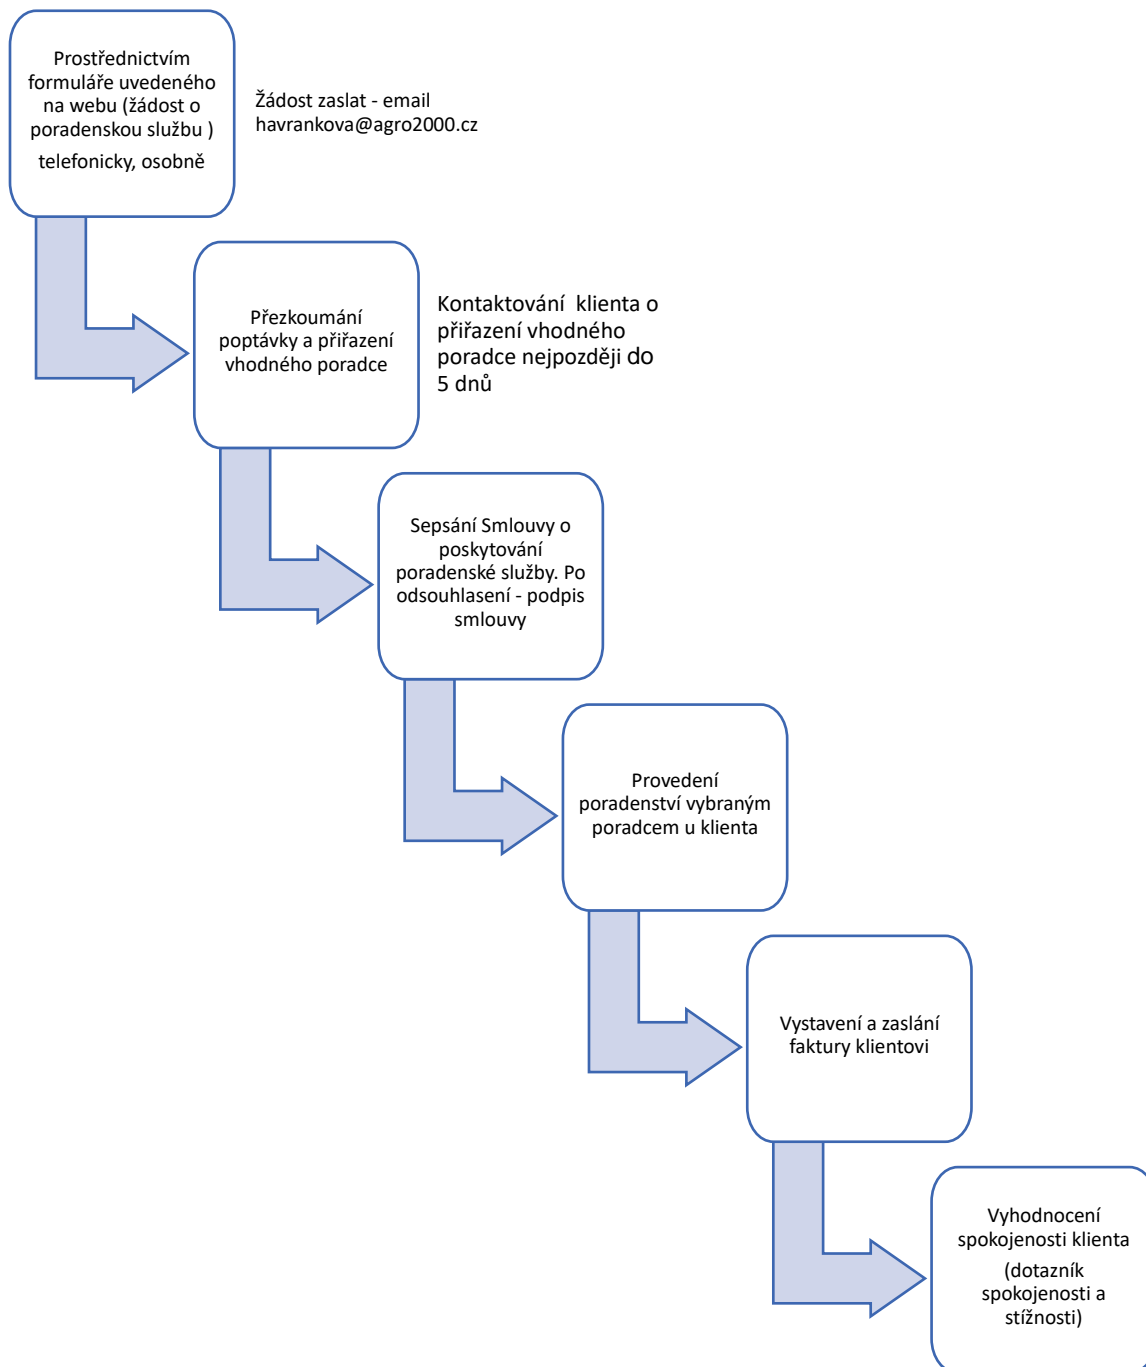 Prostřednictvím
formuláře uvedeného
na webu (žádost o
poradenskou službu )
telefonicky, osobně
Žádost zaslat - email
havrankova@agro2000.cz
Přezkoumání
poptávky a přiřazení
vhodného poradce
Kontaktování  klienta o
přiřazení vhodného
poradce nejpozději do
5 dnů
Sepsání Smlouvy o
poskytování
poradenské služby. Po
odsouhlasení - podpis
smlouvy
Provedení
poradenství vybraným
poradcem u klienta
Vystavení a zaslání
faktury klientovi
Vyhodnocení
spokojenosti klienta
(dotazník
spokojenosti a
stížnosti)